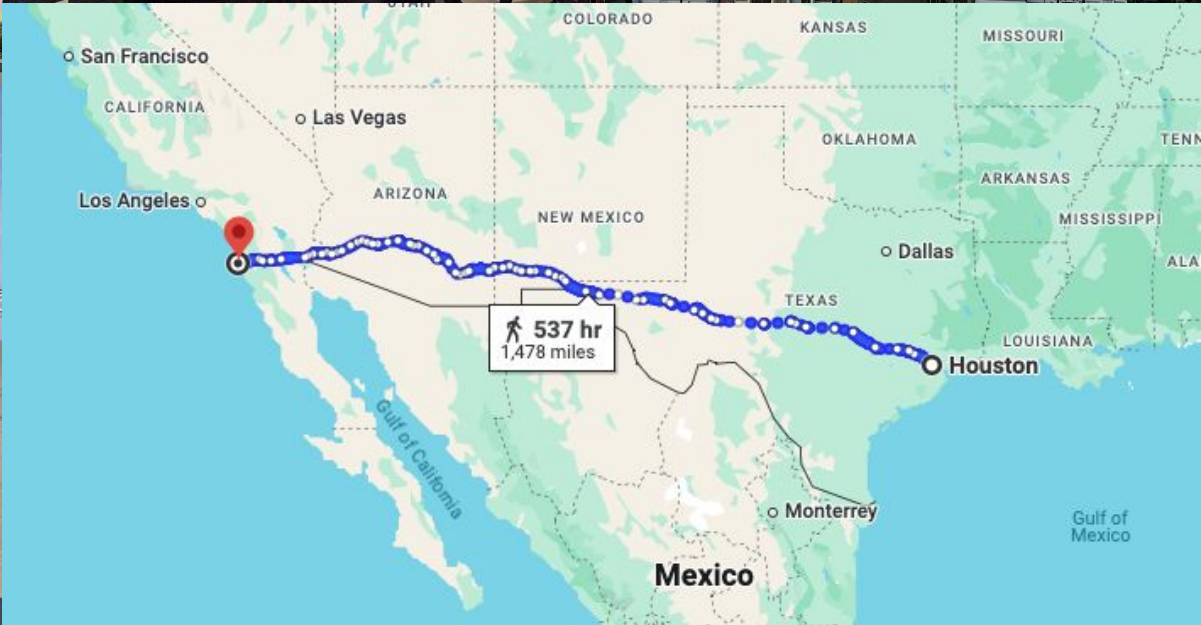 UTAH
COLORADO
KANSAS
MISSOURI
San Francisco
CALIFORNIA
Las Vegas
OKLAHOMA
TENN
ARKANSAS
ARIZONA
Los Angeles
NEW MEXICO
MISSISSIPPI
Dallas
ALA
TEXAS
537 hr
1,478 miles
LOUISIANA
Houston
Gulf of California
Monterrey
Gulf of
Mexico
Mexico